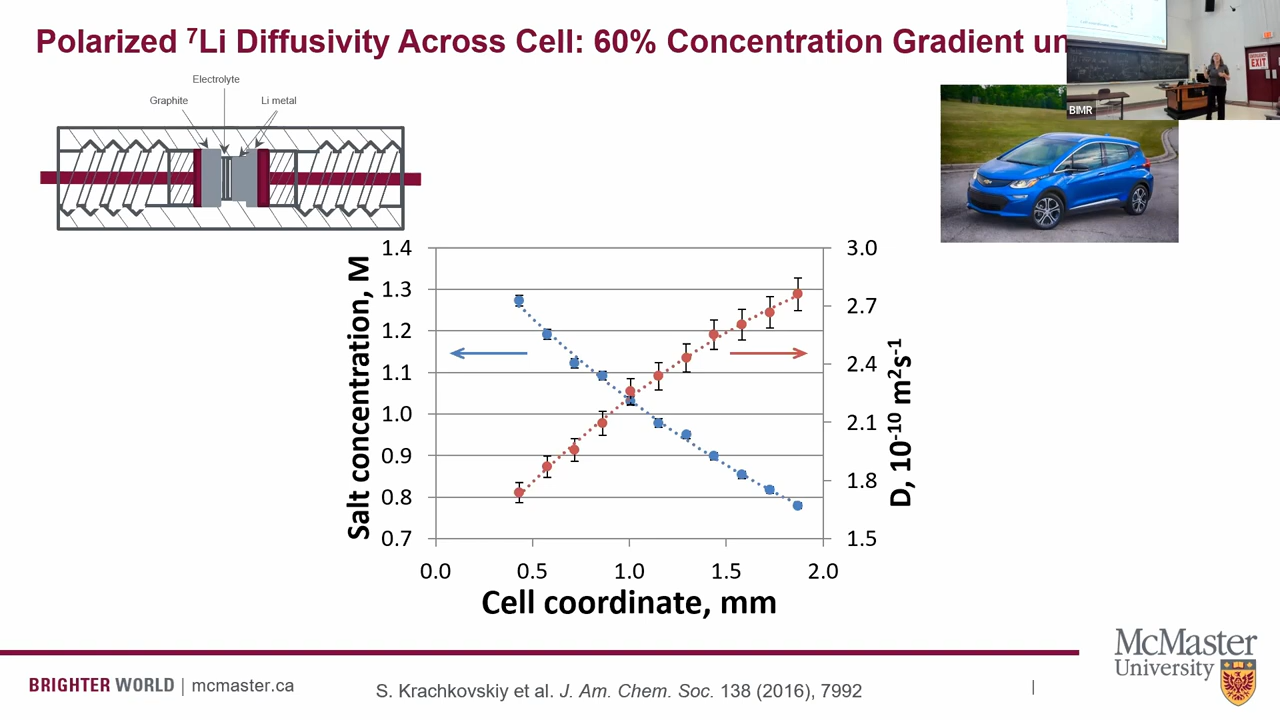 Polarized ⁷Li Diffusivity Across Cell: 60% Concentration Gradient un
Electrolyte
Graphite
Li metal
BIMR
EXIT
1.4
1.3
1.2
1.1
1.0
0.9
0.8
0.7
Salt concentration, M
3.0
2.7
2.4
2.1
1.8
1.5
D, 10⁻¹⁰ m²s⁻¹
0.0 0.5 1.0 1.5 2.0
Cell coordinate, mm
McMaster
University
BRIGHTER WORLD | mcmaster.ca
S. Krachkovskiy et al. J. Am. Chem. Soc. 138 (2016), 7992
|